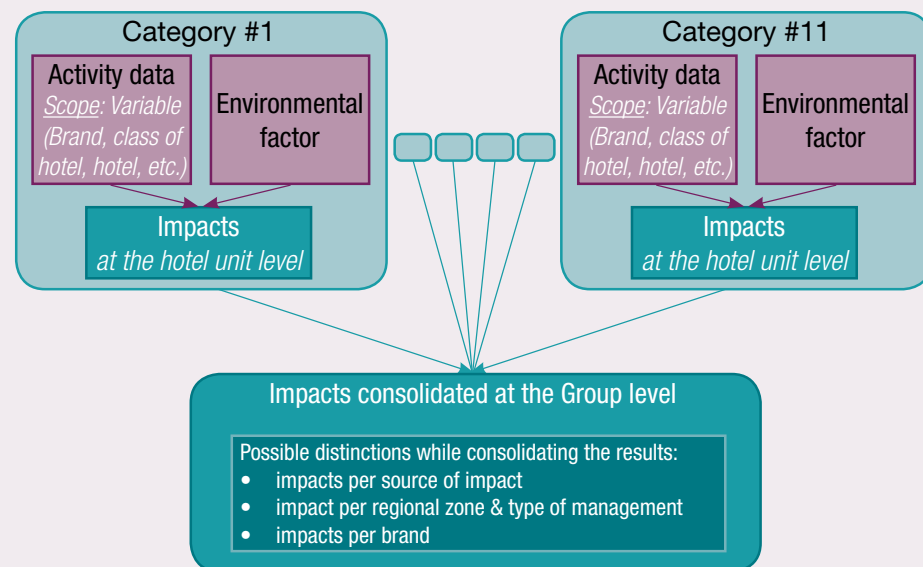 Category #1
Activity data
Scope: Variable
(Brand, class of
hotel, hotel, etc.)
Environmental
factor
Impacts
at the hotel unit level
Category #11
Activity data
Scope: Variable
(Brand, class of
hotel, hotel, etc.)
Environmental
factor
Impacts
at the hotel unit level
Impacts consolidated at the Group level
Possible distinctions while consolidating the results:
• impacts per source of impact
• impact per regional zone & type of management
• impacts per brand